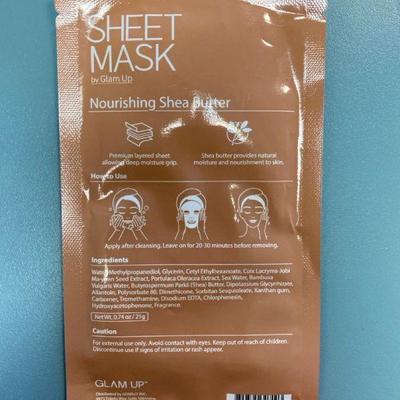 SHEET
MASK
by Glam Up
Nourishing Shea Butter
Premium layered sheet
allowing deep moisture grip.
Shea butter provides natural
moisture and nourishment to skin.
How to Use
Apply after cleansing. Leave on for 20-30 minutes before removing.
Ingredients
Water, Methylpropanediol, Glycerin, Cetyl Ethylhexanoate, Coix Lacryma-Jobi
Ma-yuen Seed Extract, Portulaca Oleracea Extract, Sea Water, Bambusa
Vulgaris Water, Butyrospermum Parkii (Shea) Butter, Dipotassium Glycyrrhizate,
Allantoin, Polysorbate 80, Dimethicone, Sorbitan Sesquioleate, Xanthan gum,
Carbomer, Tromethamine, Disodium EDTA, Chlorphenesin,
Hydroxyacetophenone, Fragrance.
Net Wt. 0.74 oz / 21g
Caution
For external use only. Avoid contact with eyes. Keep out of reach of children.
Discontinue use if signs of irritation or rash appear.
GLAM UP
Distributed by